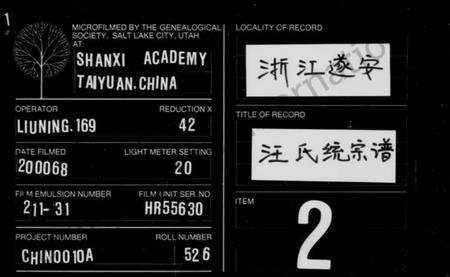 1
MICROFILMED BY THE GENEALOGICAL
SOCIETY, SALT LAKE CITY, UTAH
AT:
SHANXI ACADEMY
TAIYUAN.CHINA
OPERATOR
REDUCTION X
LIUNING.169
42
DATE FILMED
LIGHT METER SETTING
200068
20
FILM EMULSION NUMBER
FILM UNIT SER. NO.
211-31
HR55630
PROJECT NUMBER
ROLL NUMBER
CHIN0010A
526
LOCALITY OF RECORD
浙江遂安
TITLE OF RECORD
汪氏统宗谱
ITEM
2